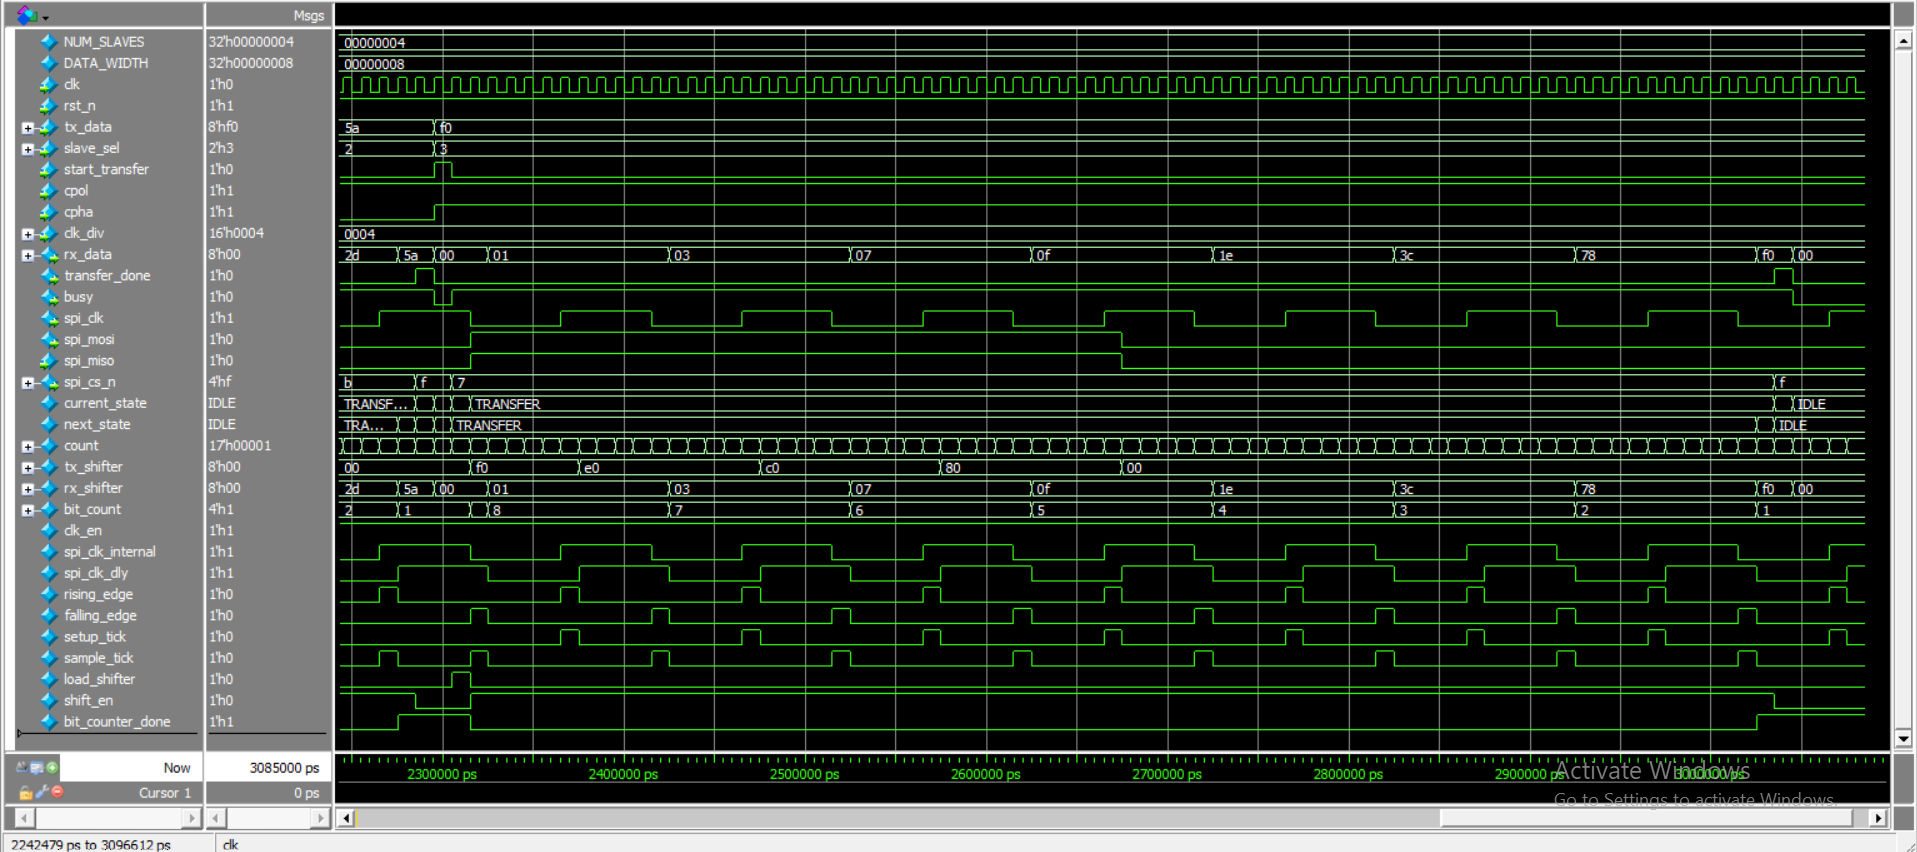 Msgs
NUM_SLAVES 32'h00000004 00000004
DATA_WIDTH 32'h00000008 00000008
clk 1'h0
rst_n 1'h1
tx_data 8'hf0 5a f0
slave_sel 2'h3 2 3
start_transfer 1'h0
cpol 1'h1
cpha 1'h1
clk_div 16'h0004 0004
rx_data 8'h00 2d 5a 00 01 03 07 0f 1e 3c 78 f0 00
transfer_done 1'h0
busy 1'h0
spi_clk 1'h1
spi_mosi 1'h0
spi_miso 1'h0
spi_cs_n 4'hf b f 7 f
current_state IDLE TRANSF... TRANSFER IDLE
next_state IDLE TRA... TRANSFER IDLE
count 17'h00001
tx_shifter 8'h00 00 f0 e0 c0 80 00
rx_shifter 8'h00 2d 5a 00 01 03 07 0f 1e 3c 78 f0 00
bit_count 4'h1 2 1 8 7 6 5 4 3 2 1
clk_en 1'h1
spi_clk_internal 1'h1
spi_clk_dly 1'h1
rising_edge 1'h0
falling_edge 1'h0
setup_tick 1'h0
sample_tick 1'h0
load_shifter 1'h0
shift_en 1'h0
bit_counter_done 1'h1
Now 3085000 ps 2300000 ps 2400000 ps 2500000 ps 2600000 ps 2700000 ps 2800000 ps 2900000 ps 3000000 ps
Activate Windows
Cursor 1 0 ps
Go to Settings to activate Windows.
2242479 ps to 3096612 ps clk